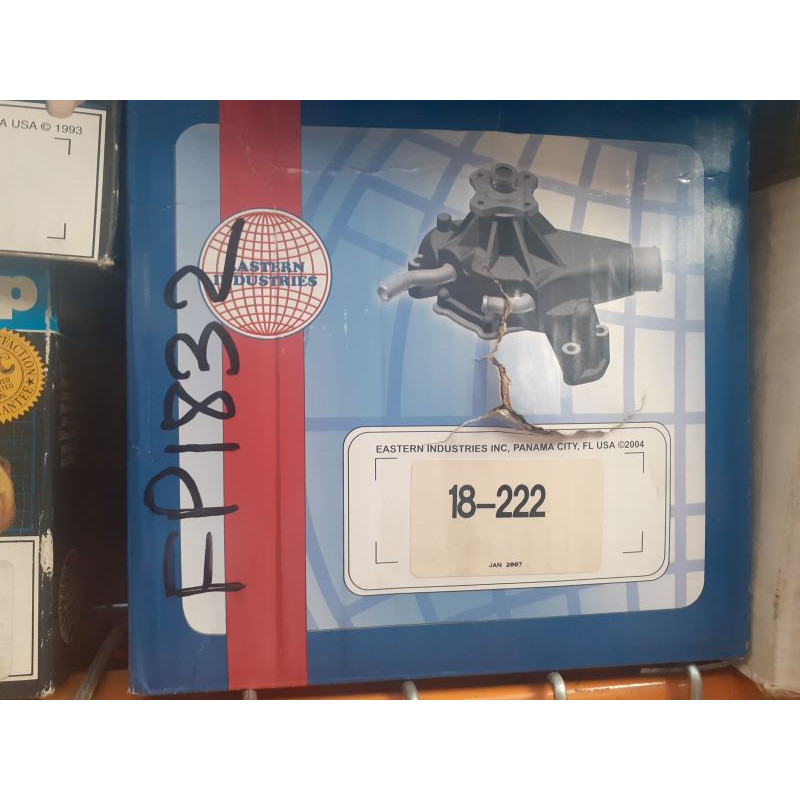 A USA © 1993
p
EASTERN
INDUSTRIES
FP1832
EASTERN INDUSTRIES INC, PANAMA CITY, FL USA ©2004
18-222
JAN 2007